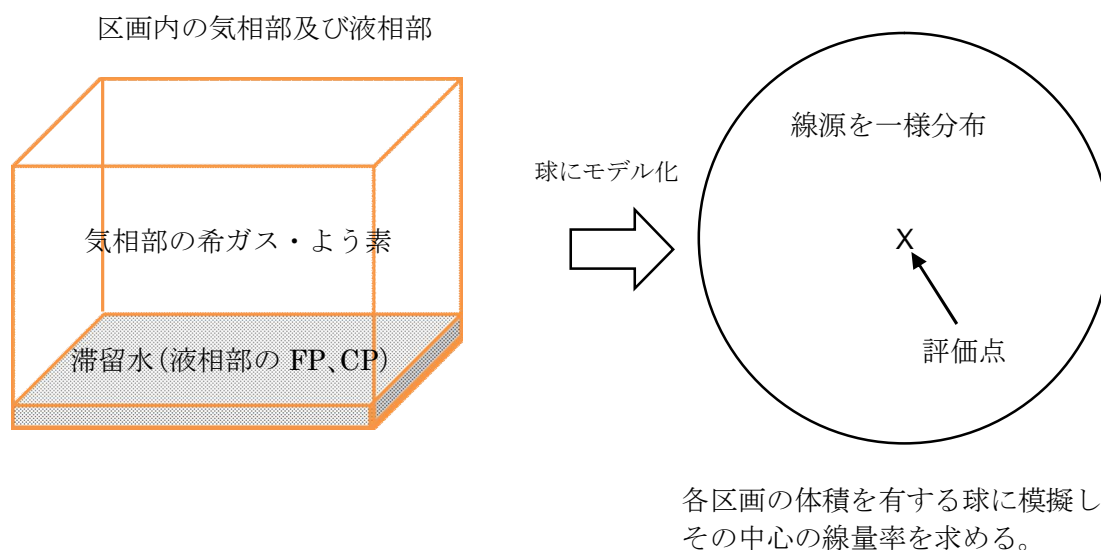 区画内の気相部及び液相部
気相部の希ガス・よう素
滞留水(液相部の FP、CP)
球にモデル化
線源を一様分布
X
評価点
各区画の体積を有する球に模擬し
その中心の線量率を求める。